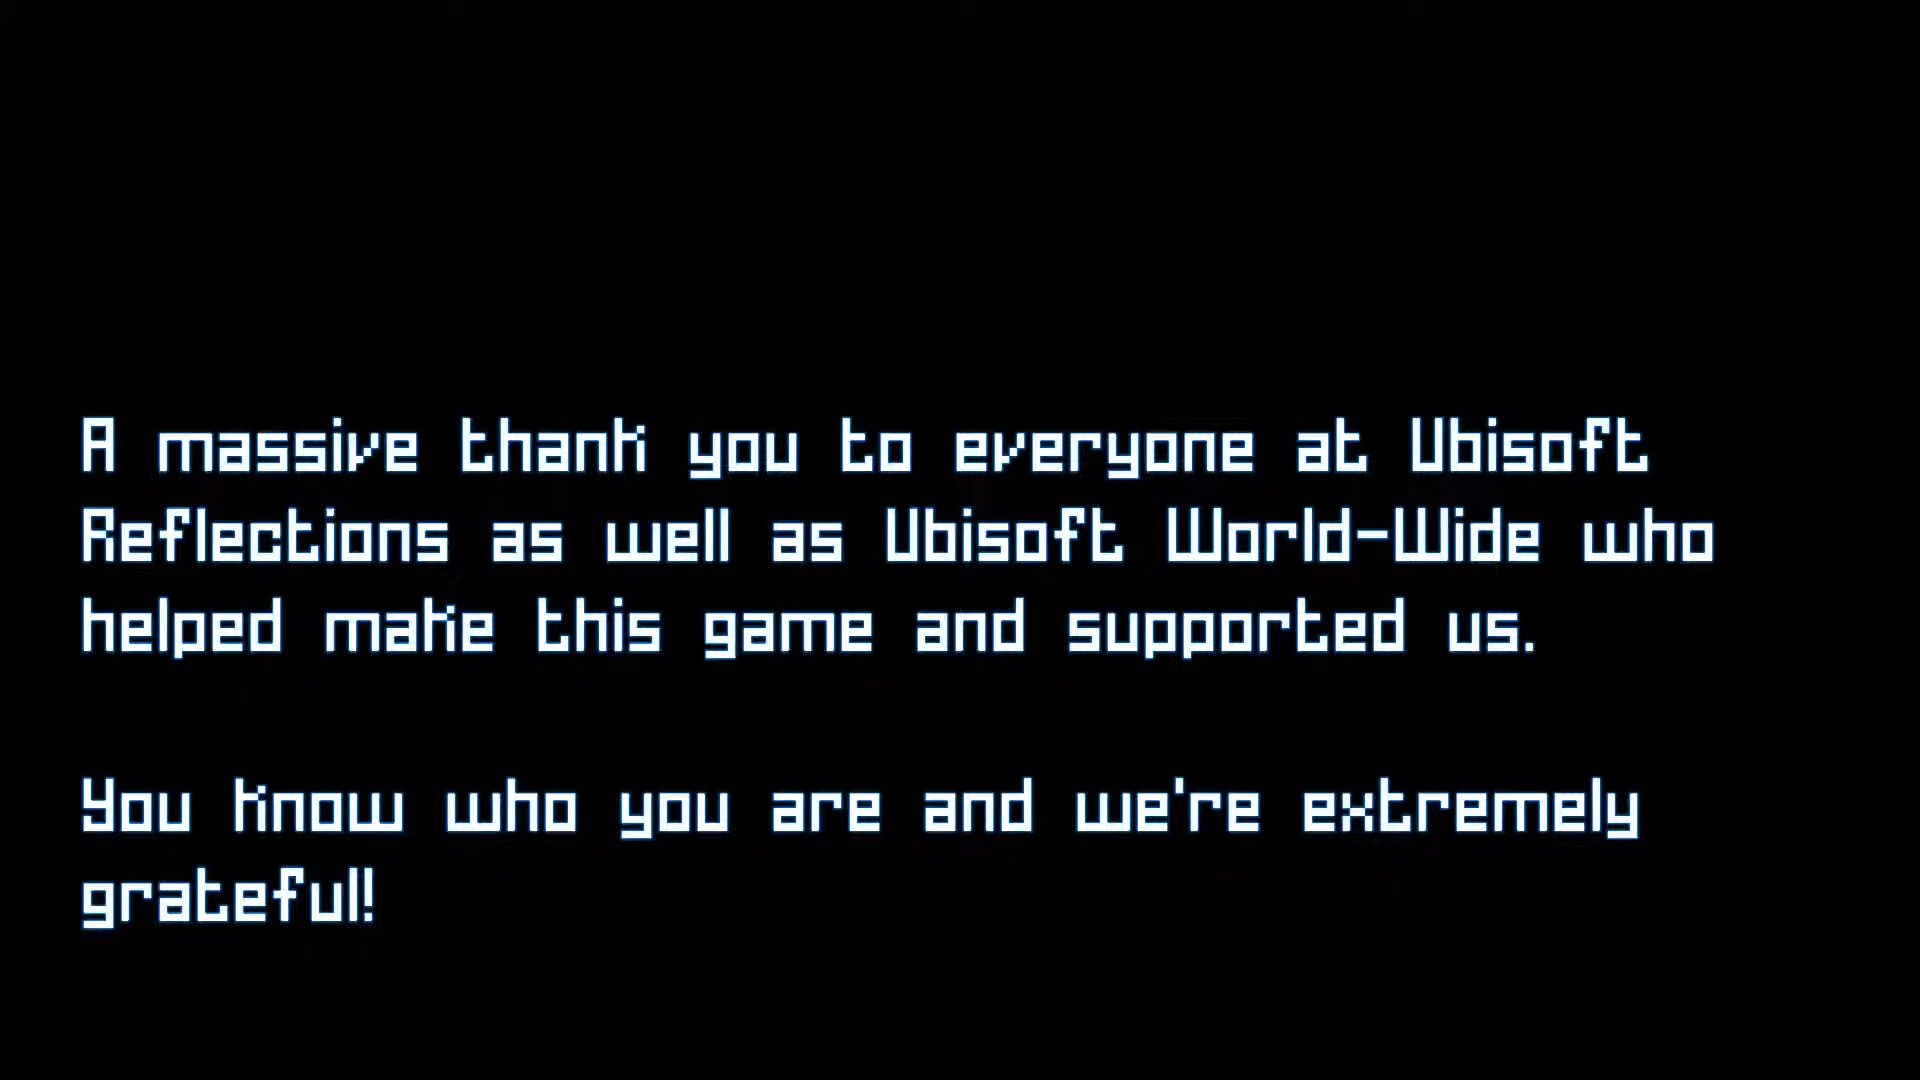 A massive thank you to everyone at Ubisoft
Reflections as well as Ubisoft World-Wide who
helped make this game and supported us.
You know who you are and we're extremely
grateful!